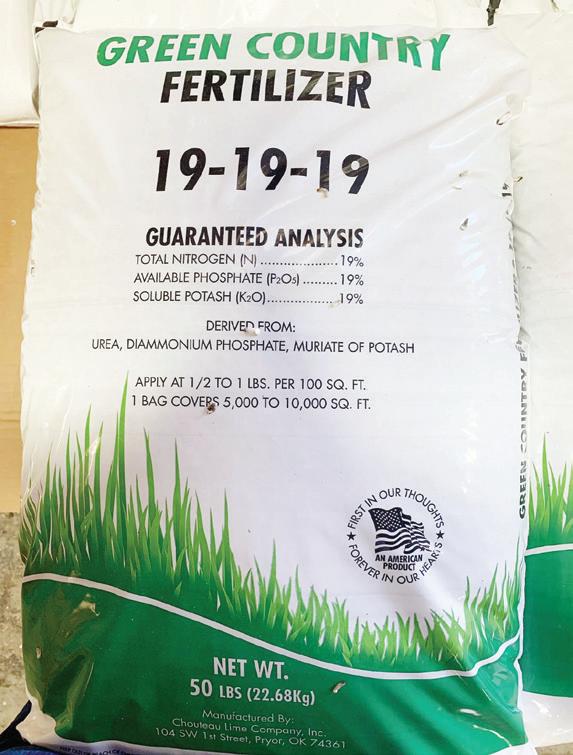 GREEN COUNTRY
FERTILIZER
19-19-19
GUARANTEED ANALYSIS
TOTAL NITROGEN (N) .................... 19%
AVAILABLE PHOSPHATE (P₂O₅) ......... 19%
SOLUBLE POTASH (K₂O)................. 19%
DERIVED FROM:
UREA, DIAMMONIUM PHOSPHATE, MURIATE OF POTASH
APPLY AT 1/2 TO 1 LBS. PER 100 SQ. FT.
1 BAG COVERS 5,000 TO 10,000 SQ. FT.
★ FIRST IN OUR THOUGHTS ★
AN AMERICAN
PRODUCT
FOREVER IN OUR HEARTS
NET WT.
50 LBS (22.68Kg)
Manufactured By:
Chouteau Lime Company, Inc.
104 SW 1st Street, Pryor, OK 74361
GREEN COUNTRY